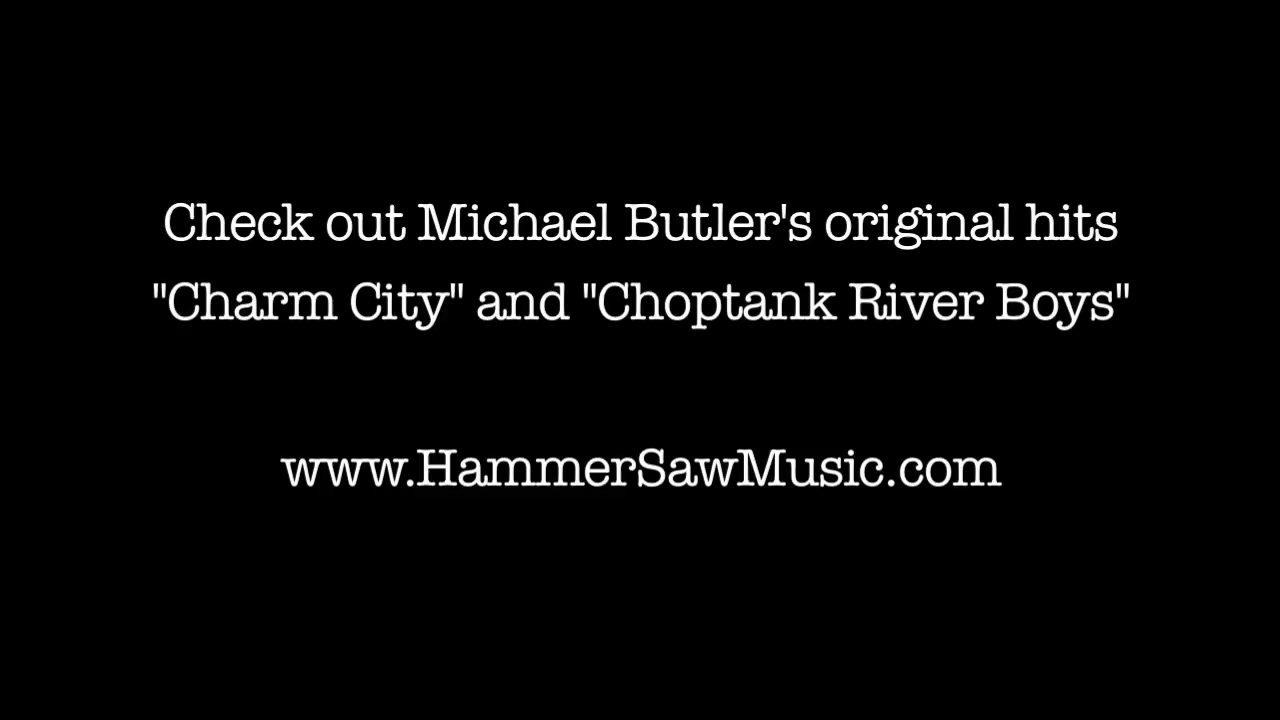 Check out Michael Butler's original hits
"Charm City" and "Choptank River Boys"
www.HammerSawMusic.com